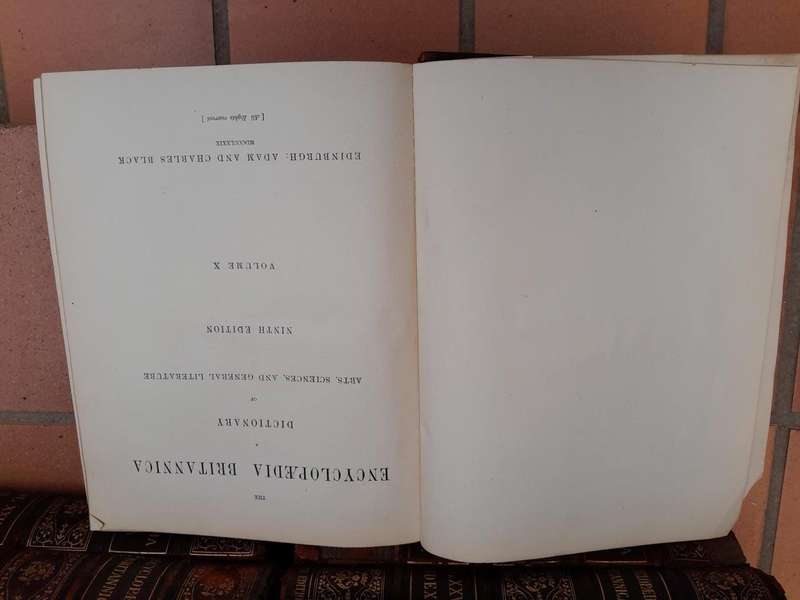 THE
ENCYCLOPÆDIA BRITANNICA
A
DICTIONARY
OF
ARTS, SCIENCES, AND GENERAL LITERATURE
NINTH EDITION
VOLUME X
EDINBURGH: ADAM AND CHARLES BLACK
MDCCCLXXIX
[ All Rights reserved ]